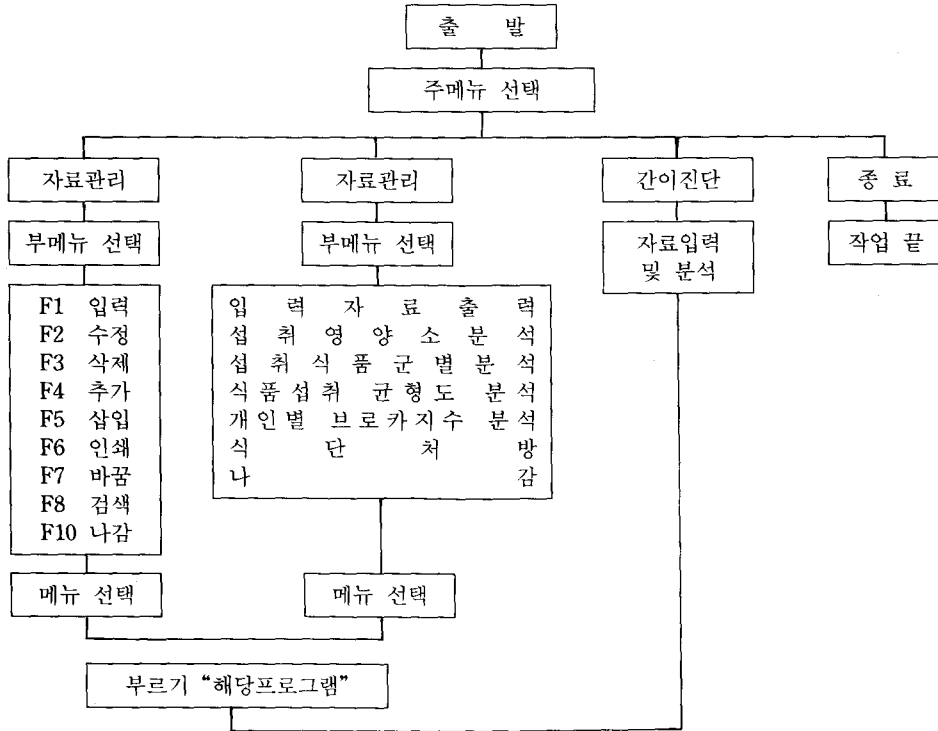 출 발
주메뉴 선택
자료관리
자료관리
간이진단
종 료
부메뉴 선택
부메뉴 선택
자료입력
및 분석
작업 끝
F1 입력
F2 수정
F3 삭제
F4 추가
F5 삽입
F6 인쇄
F7 바꿈
F8 검색
F10 나감
입 력 자 료 출 력
섭 취 영 양 소 분 석
섭 취 식 품 군 별 분 석
식품섭취 균형도 분석
개인별 브로카지수 분석
식 단 처 방
나 감
메뉴 선택
메뉴 선택
부르기 “해당프로그램”